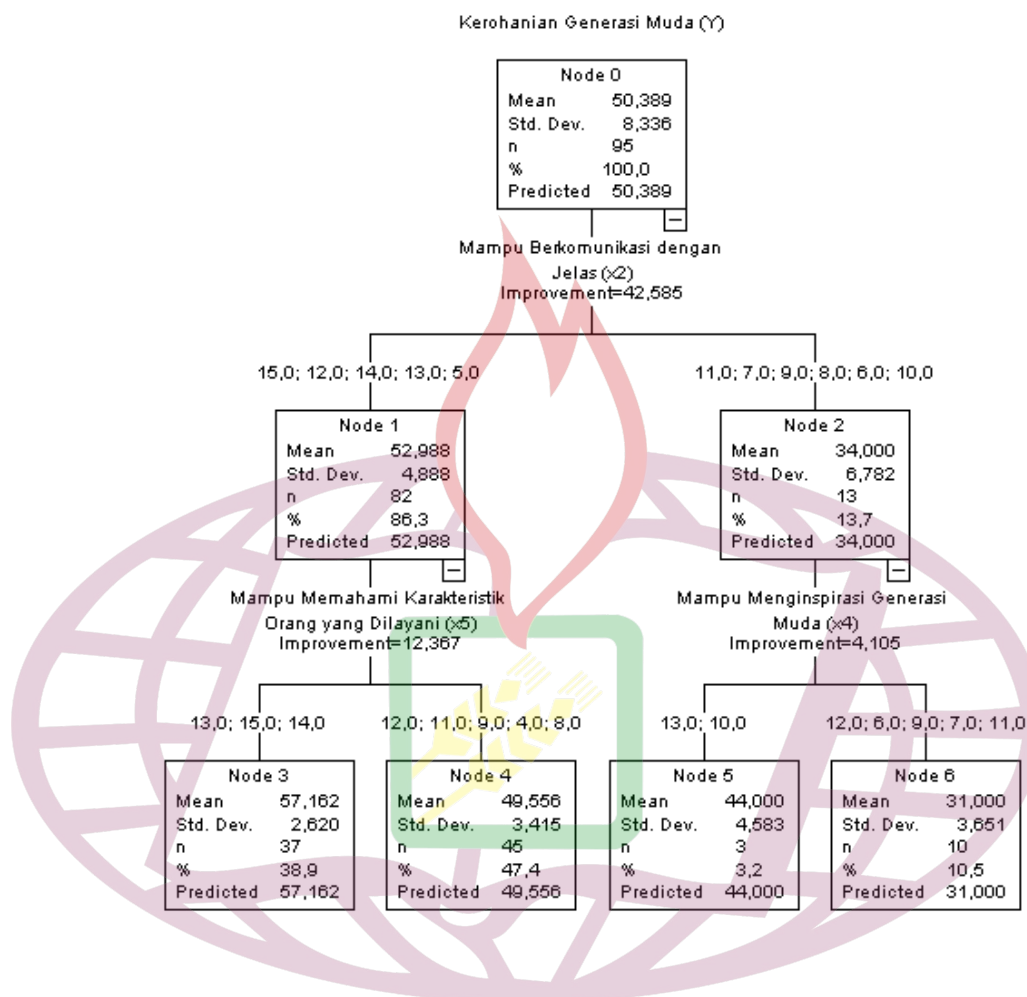 Kerohanian Generasi Muda (Y)
Node 0
Mean 50,389
Std. Dev. 8,336
n 95
% 100,0
Predicted 50,389
Mampu Berkomunikasi dengan
Jelas (x2)
Improvement=42,585
15,0; 12,0; 14,0; 13,0; 5,0
11,0; 7,0; 9,0; 8,0; 6,0; 10,0
Node 1
Mean 52,988
Std. Dev. 4,888
n 82
% 86,3
Predicted 52,988
Node 2
Mean 34,000
Std. Dev. 6,782
n 13
% 13,7
Predicted 34,000
Mampu Memahami Karakteristik
Orang yang Dilayani (x5)
Improvement=12,367
Mampu Menginspirasi Generasi
Muda (x4)
Improvement=4,105
13,0; 15,0; 14,0
12,0; 11,0; 9,0; 4,0; 8,0
13,0; 10,0
12,0; 6,0; 9,0; 7,0; 11,0
Node 3
Mean 57,162
Std. Dev. 2,620
n 37
% 38,9
Predicted 57,162
Node 4
Mean 49,556
Std. Dev. 3,415
n 45
% 47,4
Predicted 49,556
Node 5
Mean 44,000
Std. Dev. 4,583
n 3
% 3,2
Predicted 44,000
Node 6
Mean 31,000
Std. Dev. 3,651
n 10
% 10,5
Predicted 31,000